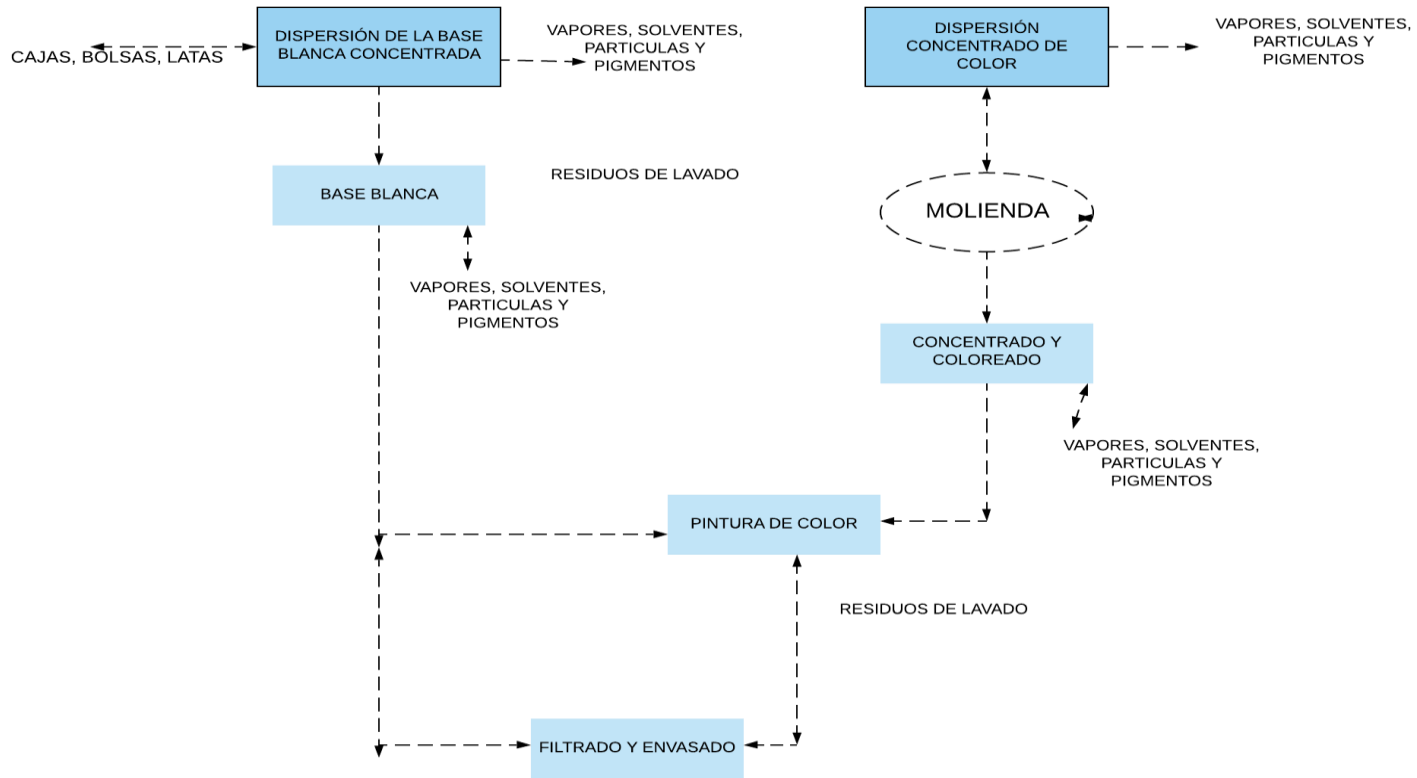 DISPERSIÓN DE LA BASE
BLANCA CONCENTRADA
CAJAS, BOLSAS, LATAS
VAPORES, SOLVENTES,
PARTICULAS Y
PIGMENTOS
DISPERSIÓN
CONCENTRADO DE
COLOR
VAPORES, SOLVENTES,
PARTICULAS Y
PIGMENTOS
BASE BLANCA
RESIDUOS DE LAVADO
MOLIENDA
VAPORES, SOLVENTES,
PARTICULAS Y
PIGMENTOS
CONCENTRADO Y
COLOREADO
VAPORES, SOLVENTES,
PARTICULAS Y
PIGMENTOS
PINTURA DE COLOR
RESIDUOS DE LAVADO
FILTRADO Y ENVASADO